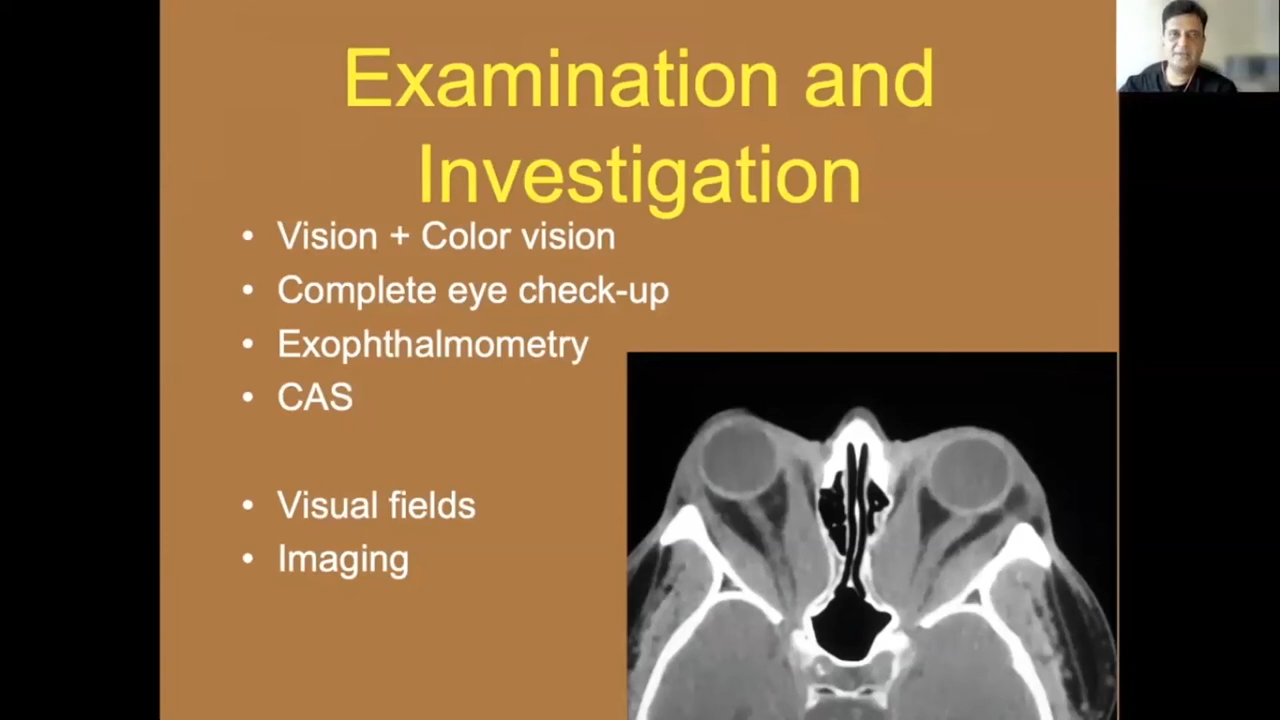 Examination and
Investigation
• Vision + Color vision
• Complete eye check-up
• Exophthalmometry
• CAS
• Visual fields
• Imaging